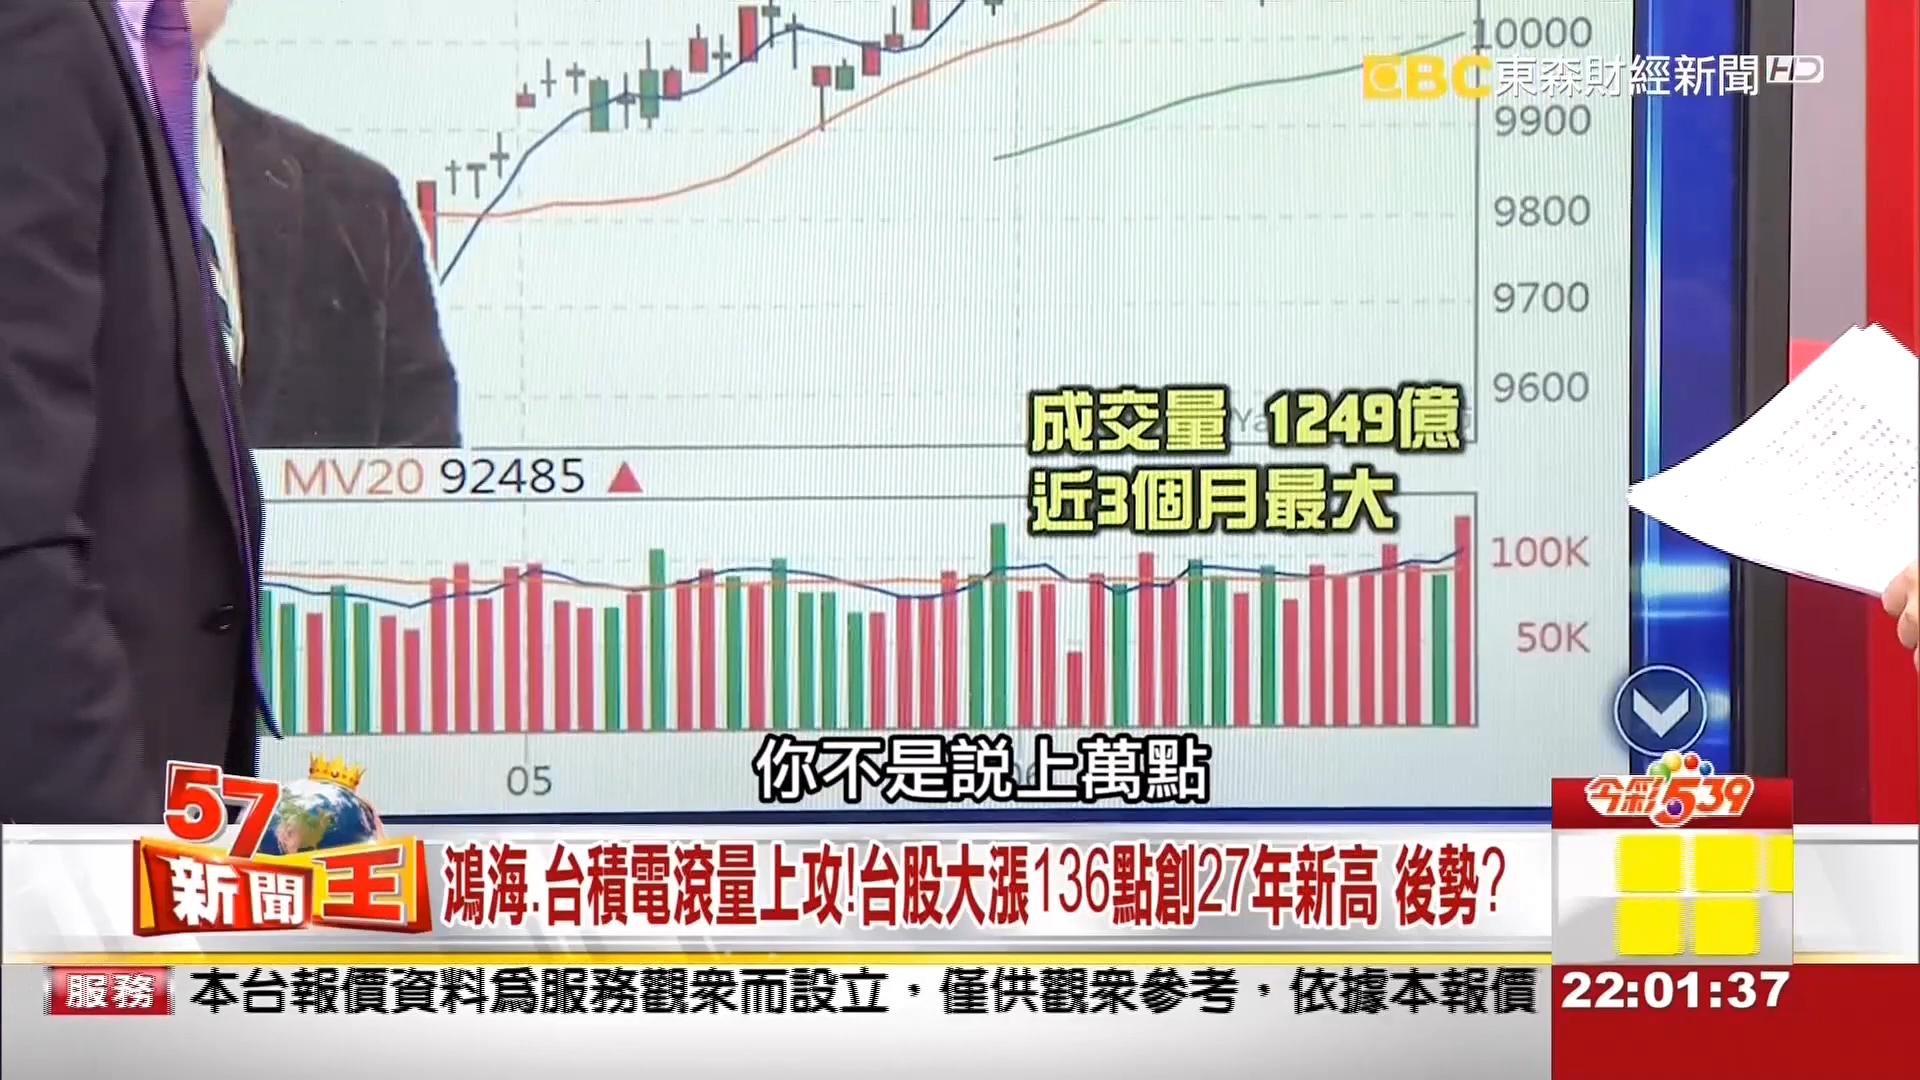 10000
EBC東森財經新聞HD
9900
9800
9700
9600
成交量 1249億
近3個月最大
MV20 92485 ▲
100K
50K
05
你不是說上萬點
57
新聞王
鴻海.台積電滾量上攻!台股大漲136點創27年新高 後勢?
今彩539
服務 本台報價資料為服務觀眾而設立,僅供觀眾參考,依據本報價
22:01:37